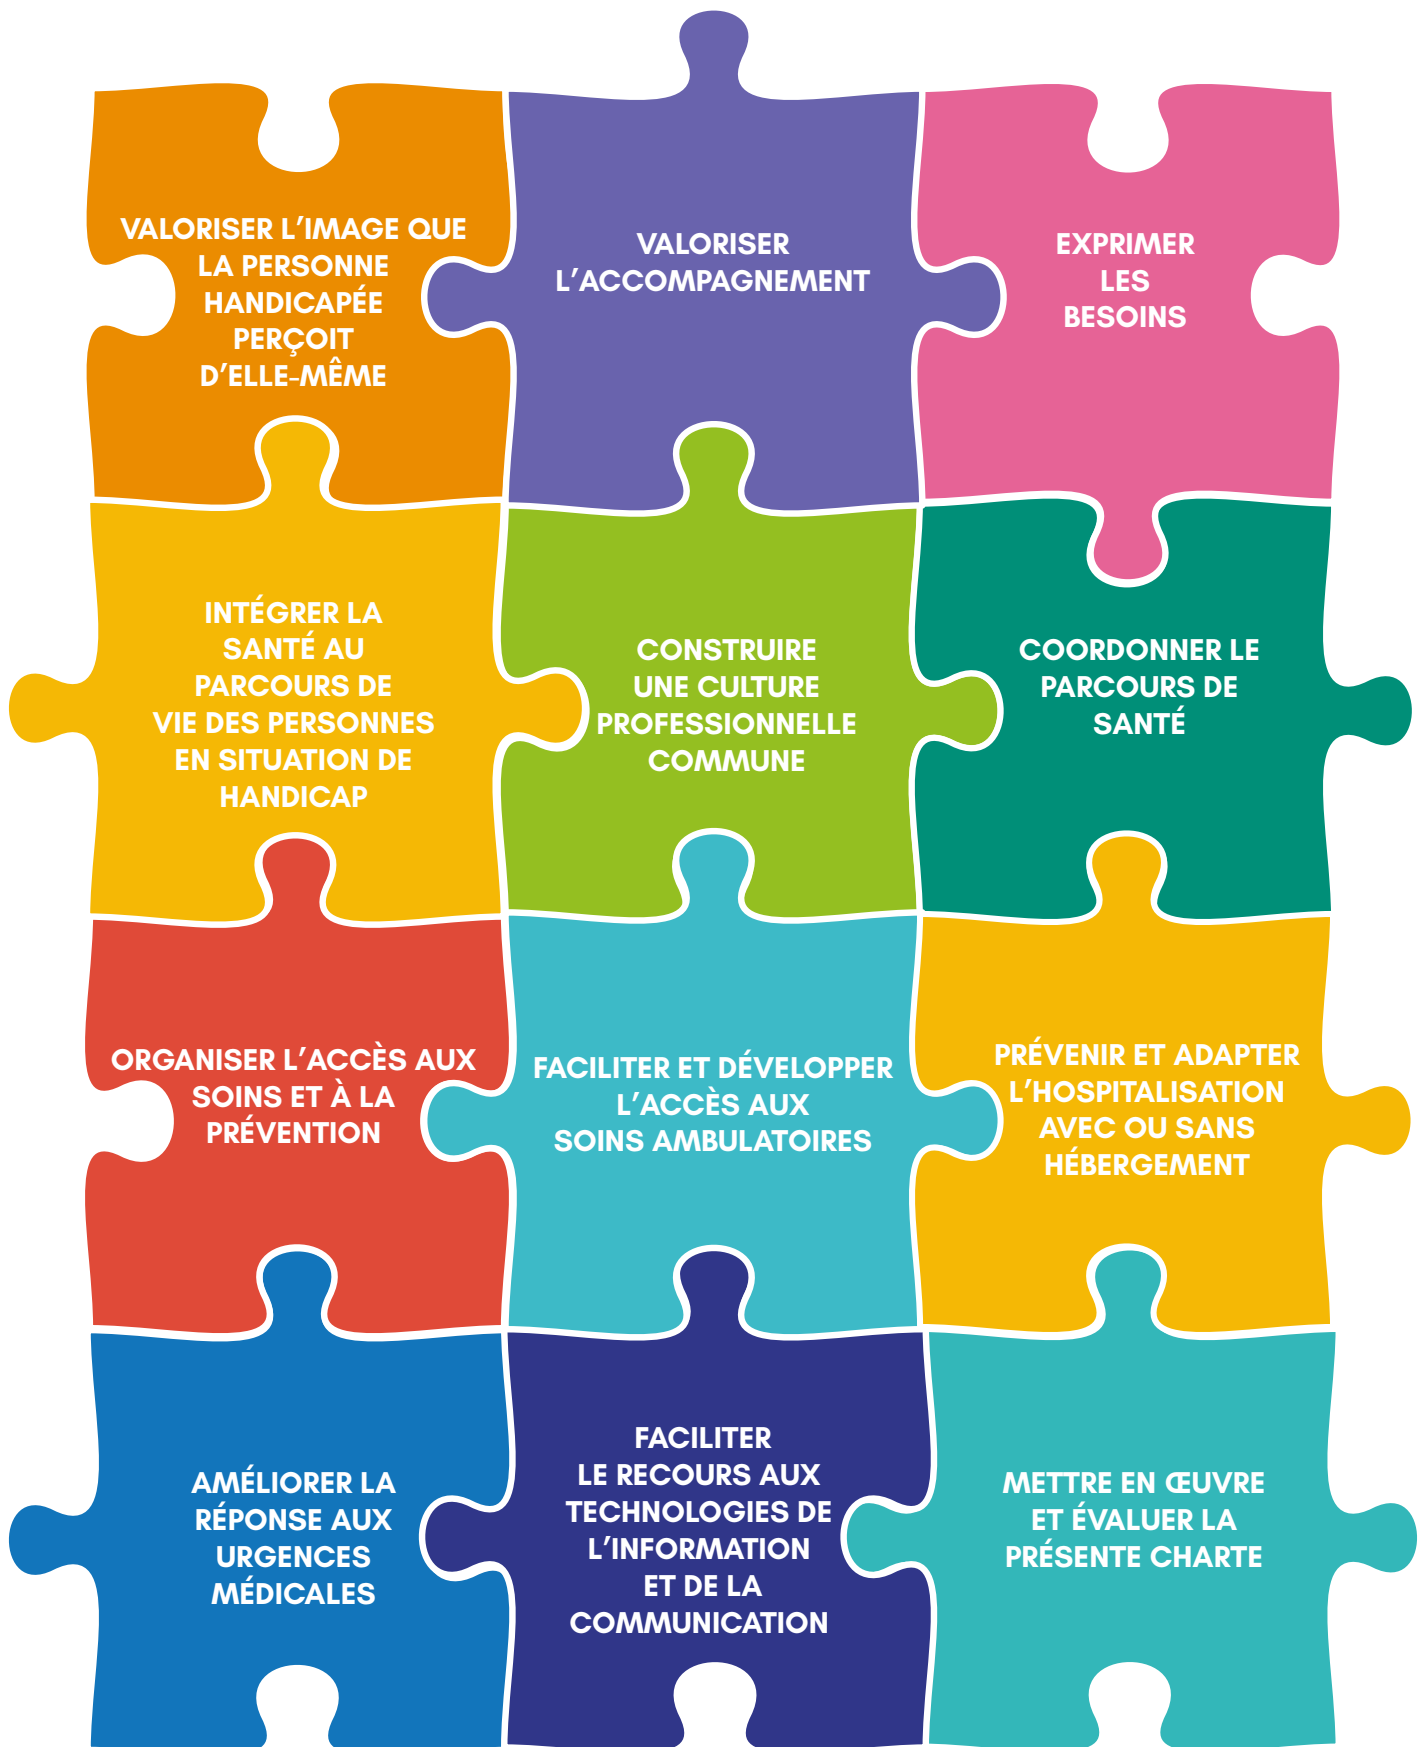 VALORISER L'IMAGE QUE
LA PERSONNE
HANDICAPÉE
PERÇOIT
D'ELLE-MÊME
VALORISER
L'ACCOMPAGNEMENT
EXPRIMER
LES
BESOINS
INTÉGRER LA
SANTÉ AU
PARCOURS DE
VIE DES PERSONNES
EN SITUATION DE
HANDICAP
CONSTRUIRE
UNE CULTURE
PROFESSIONNELLE
COMMUNE
COORDONNER LE
PARCOURS DE
SANTÉ
ORGANISER L'ACCÈS AUX
SOINS ET À LA
PRÉVENTION
FACILITER ET DÉVELOPPER
L'ACCÈS AUX
SOINS AMBULATOIRES
PRÉVENIR ET ADAPTER
L'HOSPITALISATION
AVEC OU SANS
HÉBERGEMENT
AMÉLIORER LA
RÉPONSE AUX
URGENCES
MÉDICALES
FACILITER
LE RECOURS AUX
TECHNOLOGIES DE
L'INFORMATION
ET DE LA
COMMUNICATION
METTRE EN ŒUVRE
ET ÉVALUER LA
PRÉSENTE CHARTE